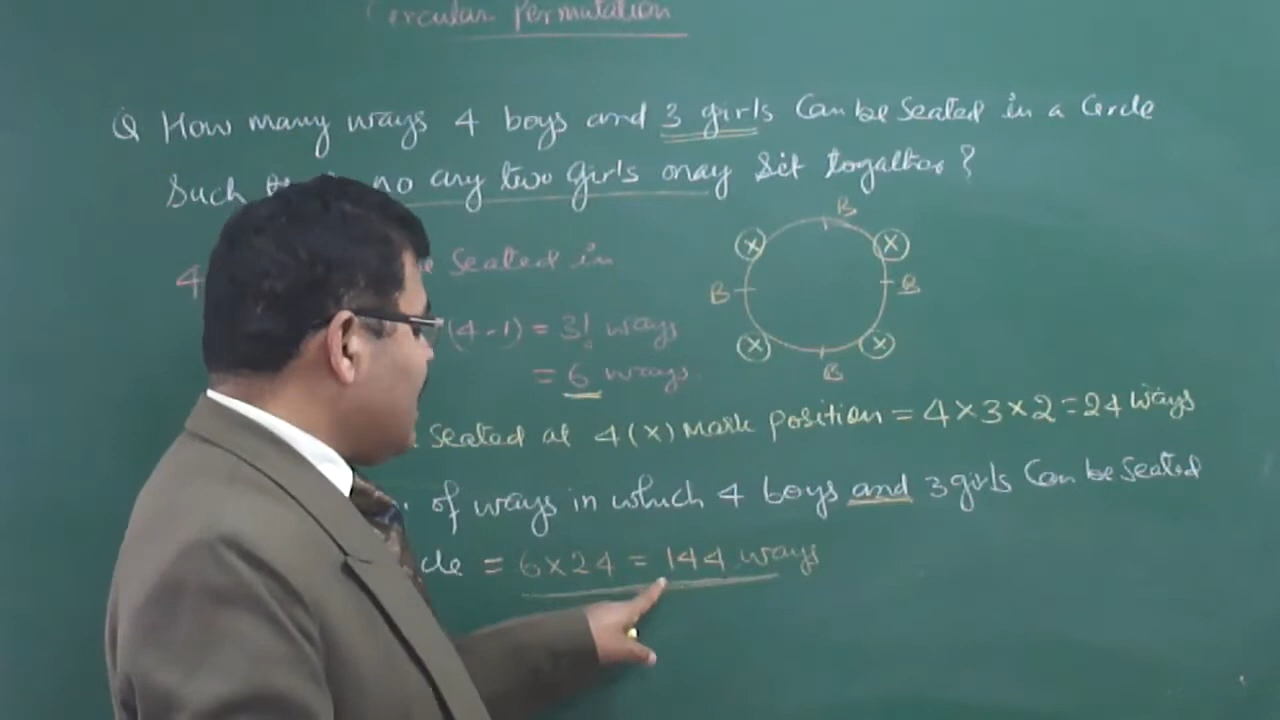 Circular Permutation
Q How many ways 4 boys and 3 girls Can be Seated in a Circle
Such no any two Girls may Sit together?
B
X X
4 Seated in
B B
(4-1) = 3! ways
X X
= 6 ways.
B
Seated at 4(X) Mark position = 4×3×2=24 ways
of ways in which 4 boys and 3 girls Can be Seated
= 6×24 = 144 ways